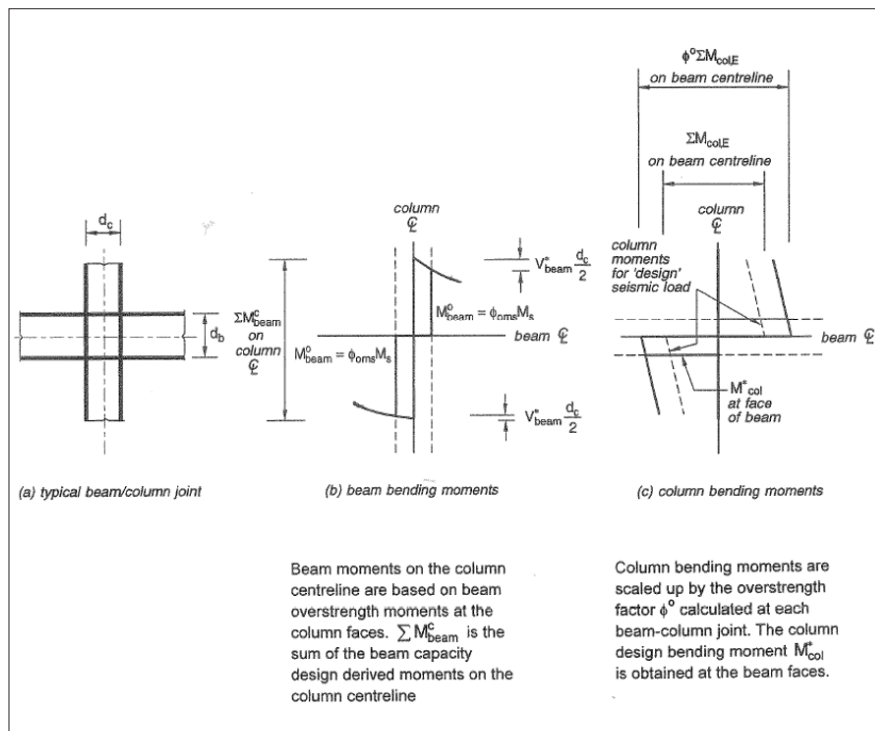 ϕ°ΣM_col,E
on beam centreline
ΣM_col,E
on beam centreline
column
℄
column
moments
for 'design'
seismic
load
beam ℄
M*_col
at face
of beam
(c) column bending moments
d_c
d_b
(a) typical beam/column joint
column
℄
V*_beam d_c/2
ΣM^c_beam
on
column
℄
M°_beam = ϕ_oms M_s
M°_beam = ϕ_oms M_s
beam ℄
V*_beam d_c/2
(b) beam bending moments
Beam moments on the column
centreline are based on beam
overstrength moments at the
column faces. ∑ M^c_beam is the
sum of the beam capacity
design derived moments on the
column centreline
Column bending moments are
scaled up by the overstrength
factor ϕ° calculated at each
beam-column joint. The column
design bending moment M*_col
is obtained at the beam faces.